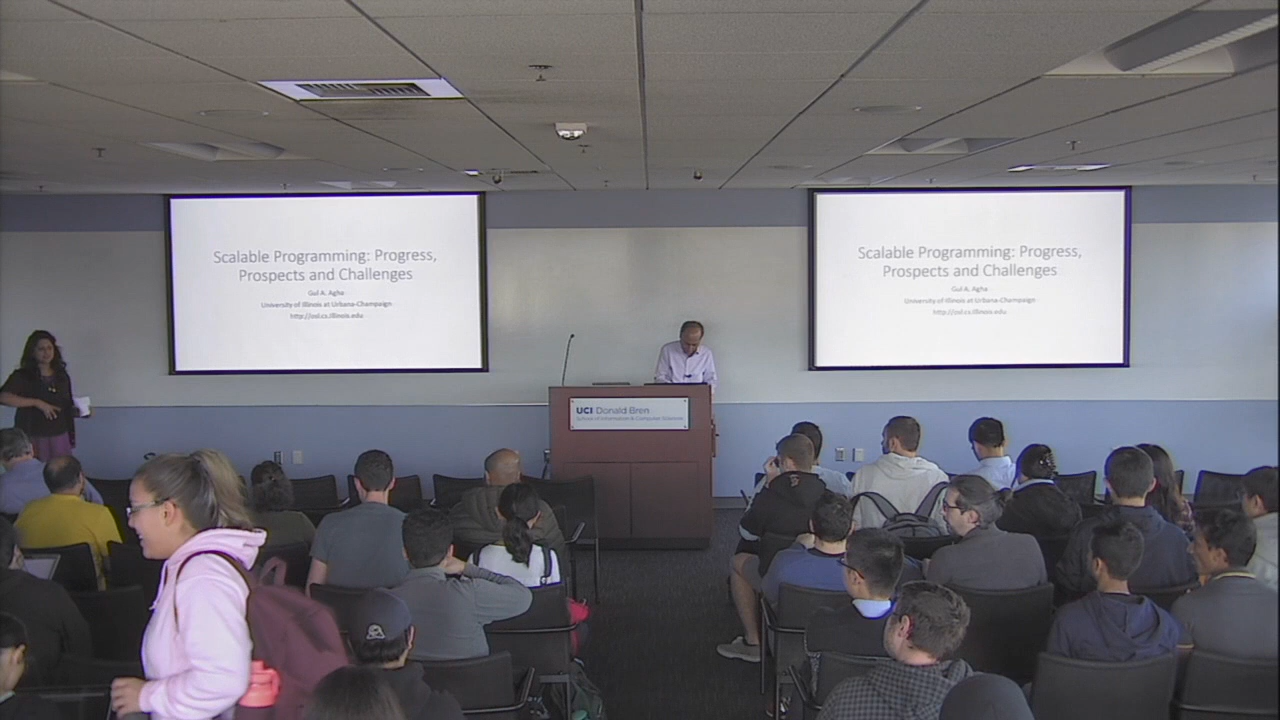 Scalable Programming: Progress,
Prospects and Challenges
Gul A. Agha
University of Illinois at Urbana-Champaign
http://osl.cs.illinois.edu
Scalable Programming: Progress,
Prospects and Challenges
Gul A. Agha
University of Illinois at Urbana-Champaign
http://osl.cs.illinois.edu
UCI Donald Bren
School of Information & Computer Sciences